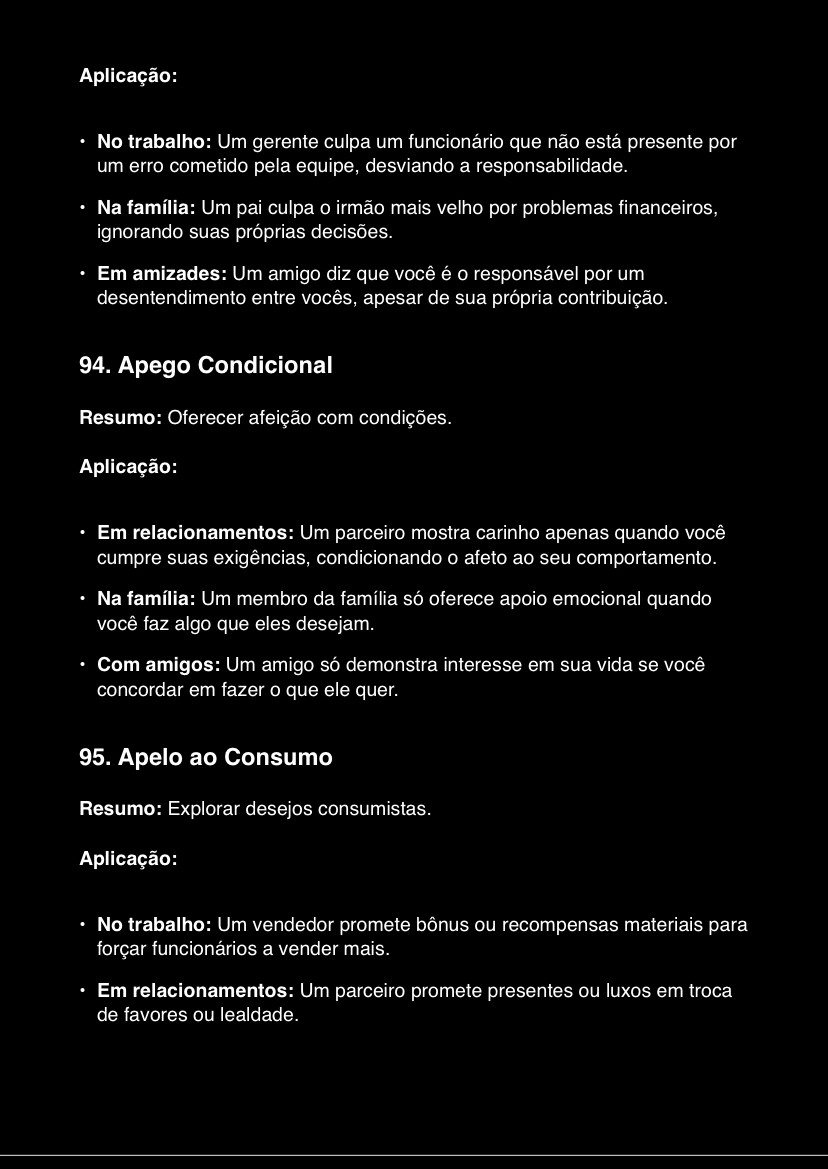 Aplicação:
• No trabalho: Um gerente culpa um funcionário que não está presente por
um erro cometido pela equipe, desviando a responsabilidade.
• Na família: Um pai culpa o irmão mais velho por problemas financeiros,
ignorando suas próprias decisões.
• Em amizades: Um amigo diz que você é o responsável por um
desentendimento entre vocês, apesar de sua própria contribuição.
94. Apego Condicional
Resumo: Oferecer afeição com condições.
Aplicação:
• Em relacionamentos: Um parceiro mostra carinho apenas quando você
cumpre suas exigências, condicionando o afeto ao seu comportamento.
• Na família: Um membro da família só oferece apoio emocional quando
você faz algo que eles desejam.
• Com amigos: Um amigo só demonstra interesse em sua vida se você
concordar em fazer o que ele quer.
95. Apelo ao Consumo
Resumo: Explorar desejos consumistas.
Aplicação:
• No trabalho: Um vendedor promete bônus ou recompensas materiais para
forçar funcionários a vender mais.
• Em relacionamentos: Um parceiro promete presentes ou luxos em troca
de favores ou lealdade.